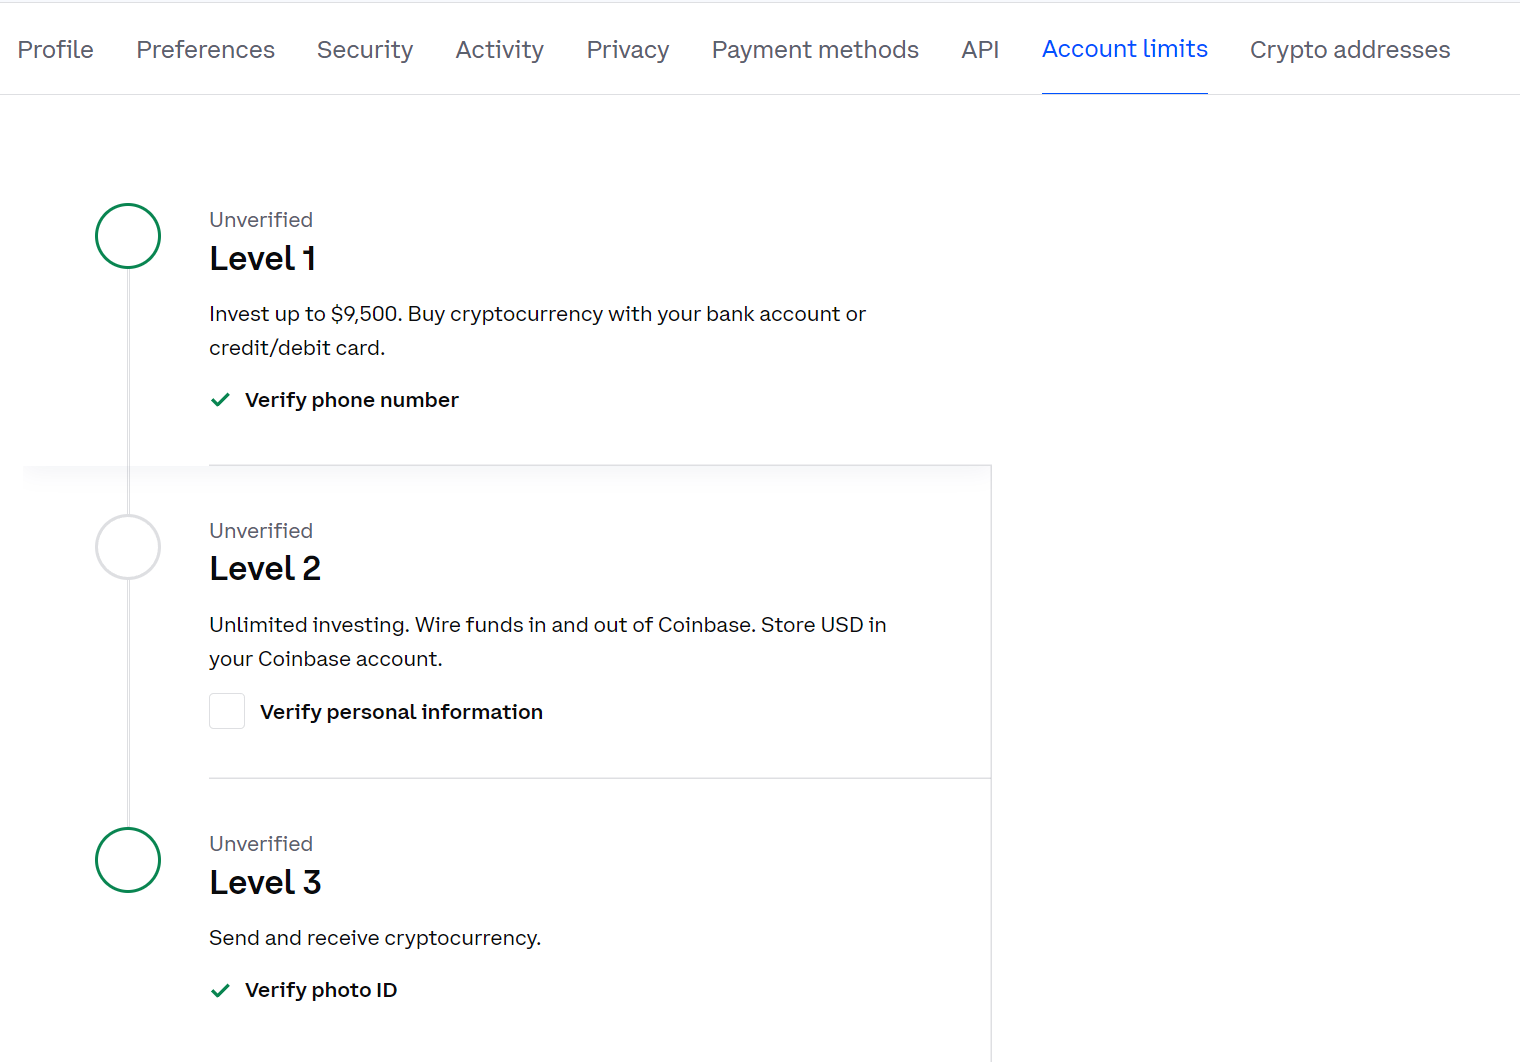 Profile Preferences Security Activity Privacy Payment methods API Account limits Crypto addresses
Unverified
Level 1
Invest up to $9,500. Buy cryptocurrency with your bank account or
credit/debit card.
Verify phone number
Unverified
Level 2
Unlimited investing. Wire funds in and out of Coinbase. Store USD in
your Coinbase account.
Verify personal information
Unverified
Level 3
Send and receive cryptocurrency.
Verify photo ID